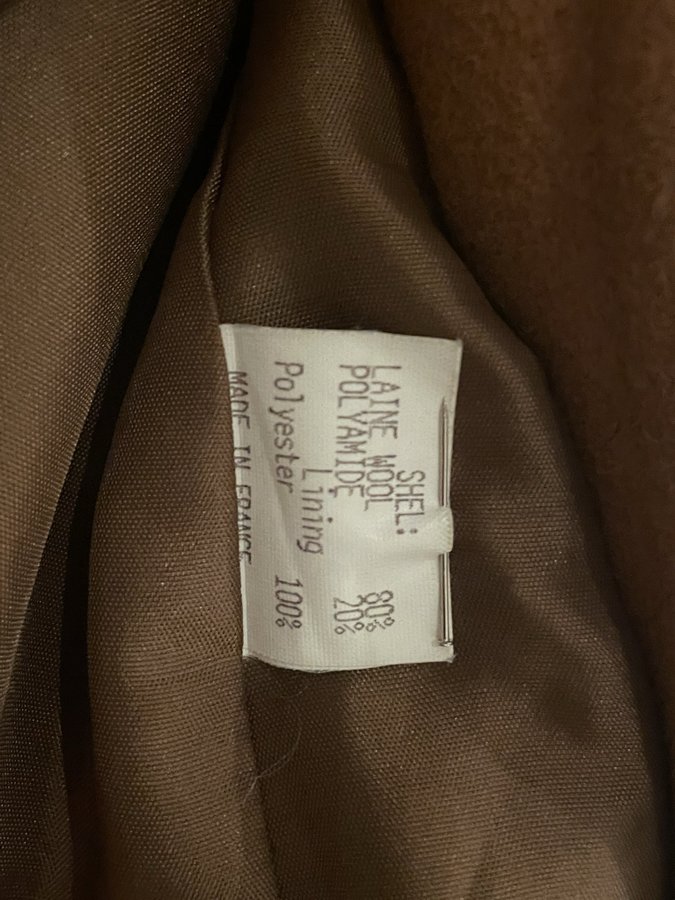 SHEL:
LAINE WOOL 80%
POLYAMIDE 20%
Lining
Polyester 100%
MADE IN FRANCE